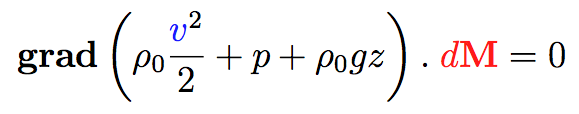 grad (ρ₀ v²/2 + p + ρ₀gz) . dM = 0